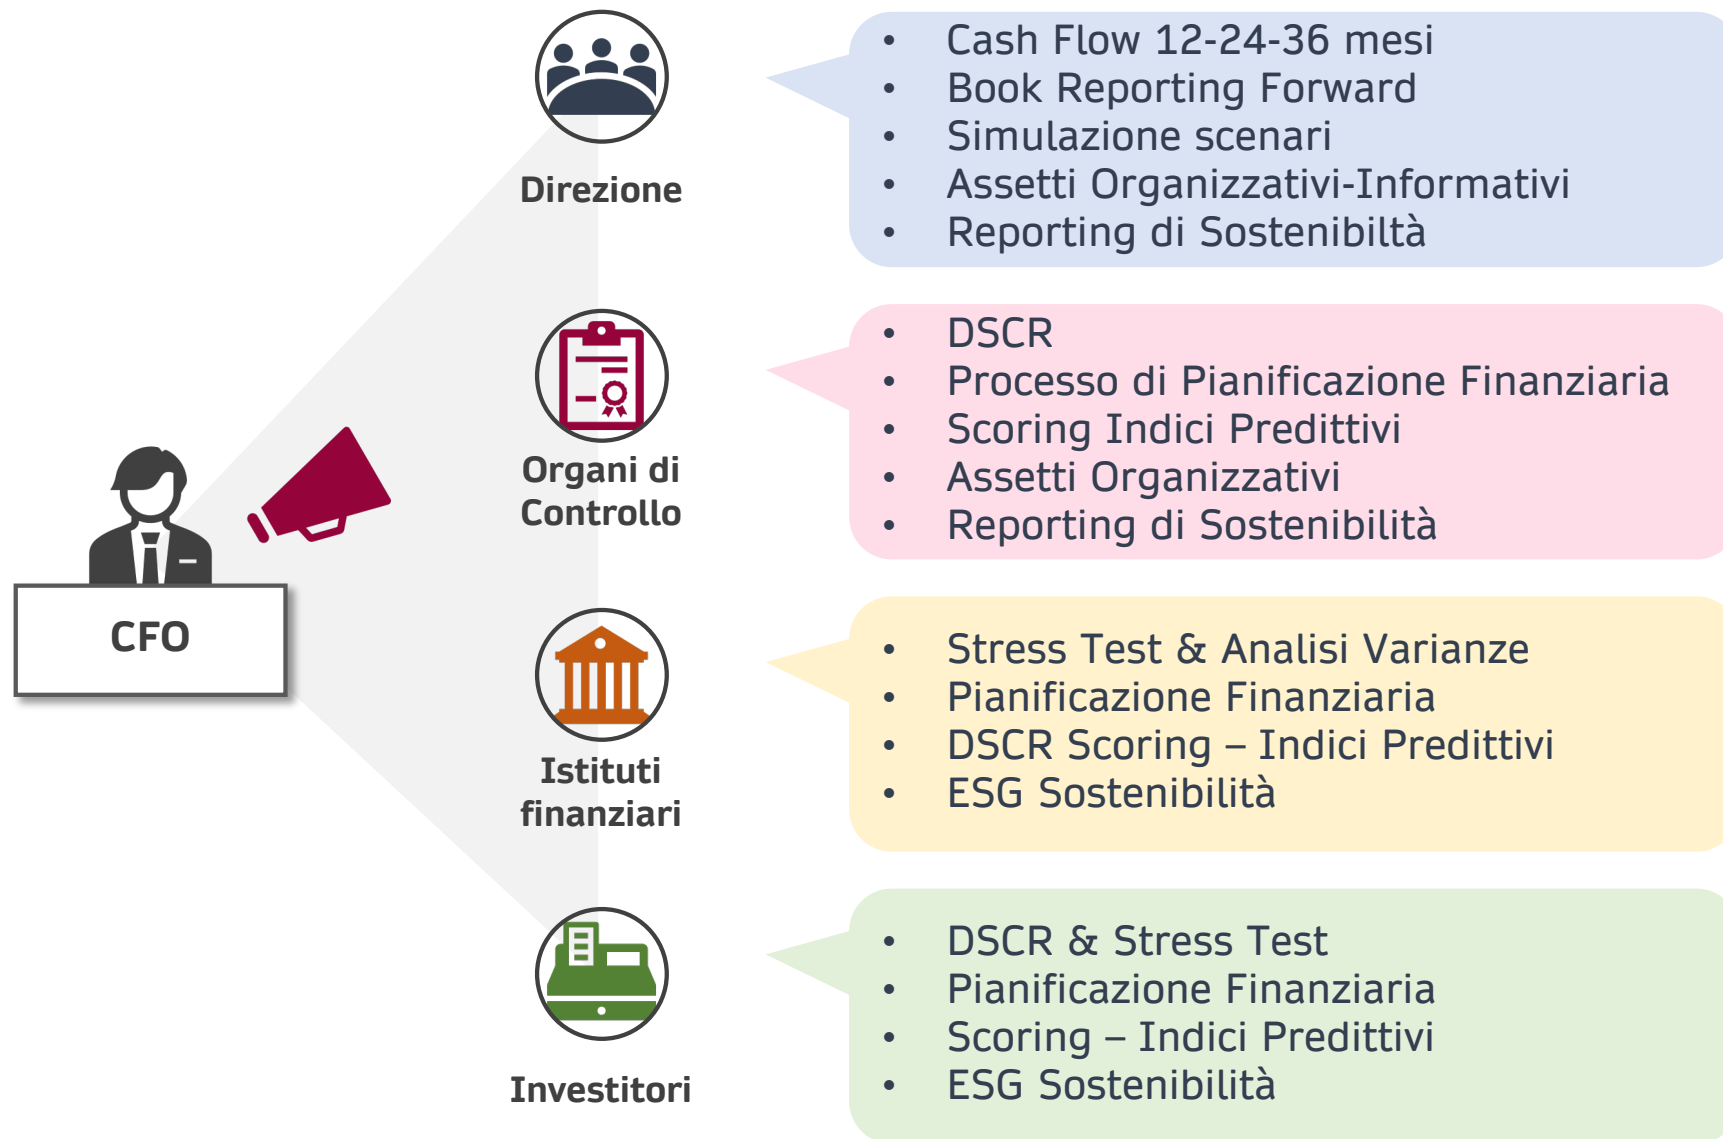 CFO
Direzione
• Cash Flow 12-24-36 mesi
• Book Reporting Forward
• Simulazione scenari
• Assetti Organizzativi-Informativi
• Reporting di Sostenibiltà
Organi di
Controllo
• DSCR
• Processo di Pianificazione Finanziaria
• Scoring Indici Predittivi
• Assetti Organizzativi
• Reporting di Sostenibilità
Istituti
finanziari
• Stress Test & Analisi Varianze
• Pianificazione Finanziaria
• DSCR Scoring – Indici Predittivi
• ESG Sostenibilità
Investitori
• DSCR & Stress Test
• Pianificazione Finanziaria
• Scoring – Indici Predittivi
• ESG Sostenibilità